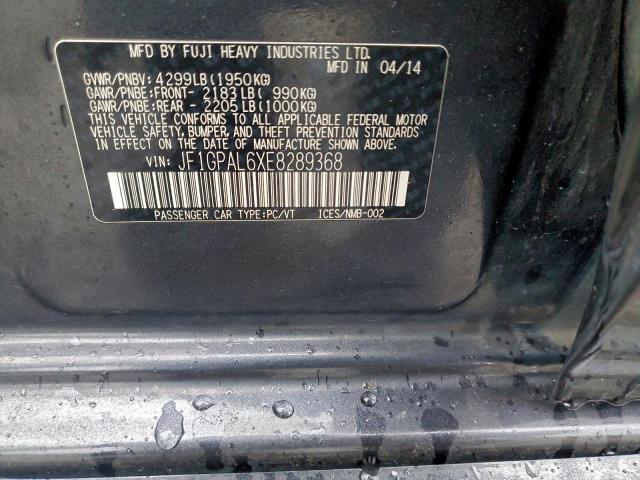 MFD BY FUJI HEAVY INDUSTRIES LTD.
MFD IN 04/14
GVWR/PNBV: 4299LB(1950KG)
GAWR/PNBE:FRONT- 2183LB( 990KG)
GAWR/PNBE:REAR - 2205LB(1000KG)
THIS VEHICLE CONFORMS TO ALL APPLICABLE FEDERAL MOTOR
VEHICLE SAFETY, BUMPER, AND THEFT PREVENTION STANDARDS
IN EFFECT ON THE DATE OF MANUFACTURE SHOWN ABOVE.
VIN: JF1GPAL6XE8289368
PASSENGER CAR TYPE:PC/VT ICES/NMB-002